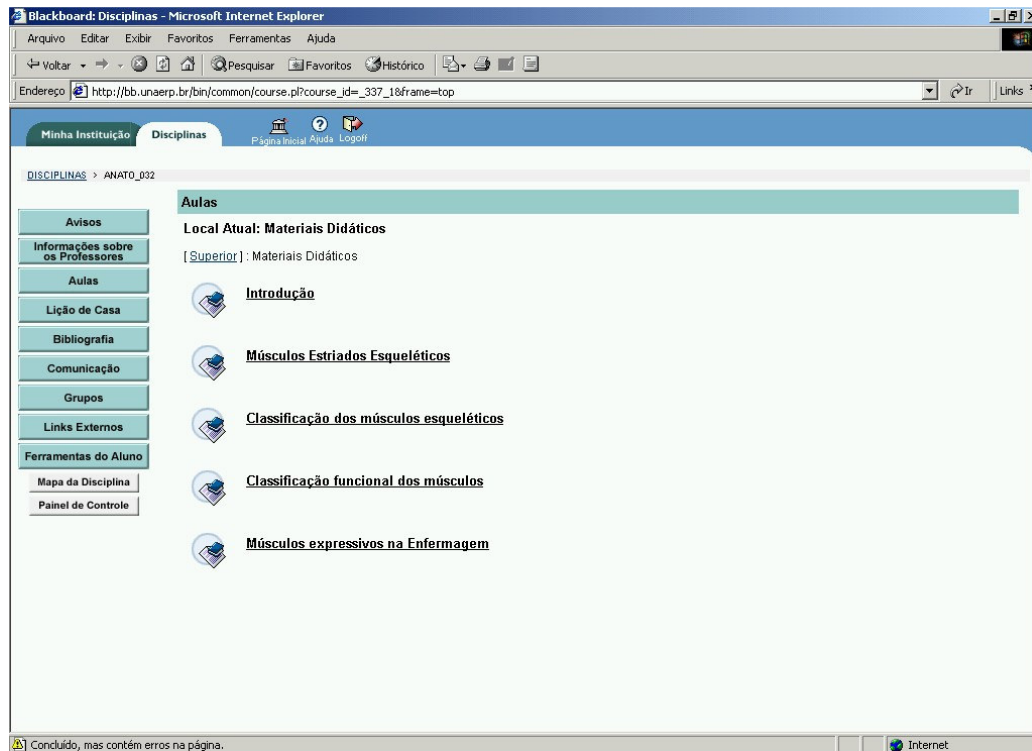 Blackboard: Disciplinas - Microsoft Internet Explorer
Arquivo Editar Exibir Favoritos Ferramentas Ajuda
Voltar Pesquisar Favoritos Histórico
Endereço http://bb.unaerp.br/bin/common/course.pl?course_id=_337_1&frame=top Ir Links
Minha Instituição Disciplinas Página Inicial Ajuda Logoff
DISCIPLINAS > ANATO_032
Aulas
Local Atual: Materiais Didáticos
[Superior] : Materiais Didáticos
Avisos
Informações sobre
os Professores
Aulas
Lição de Casa
Bibliografia
Comunicação
Grupos
Links Externos
Ferramentas do Aluno
Mapa da Disciplina
Painel de Controle
Introdução
Músculos Estriados Esqueléticos
Classificação dos músculos esqueléticos
Classificação funcional dos músculos
Músculos expressivos na Enfermagem
Concluído, mas contém erros na página. Internet